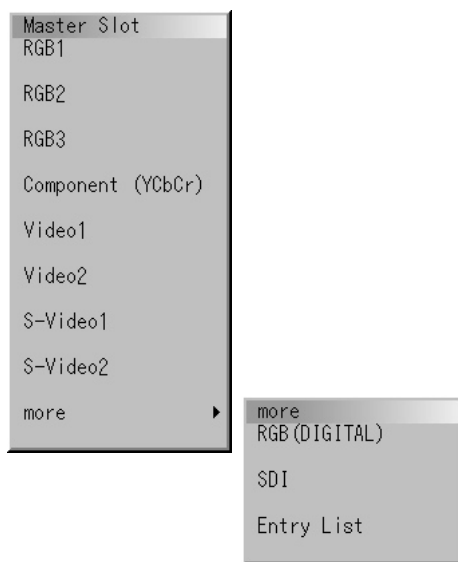 Master Slot
RGB1
RGB2
RGB3
Component (YCbCr)
Video1
Video2
S-Video1
S-Video2
more
more
RGB(DIGITAL)
SDI
Entry List